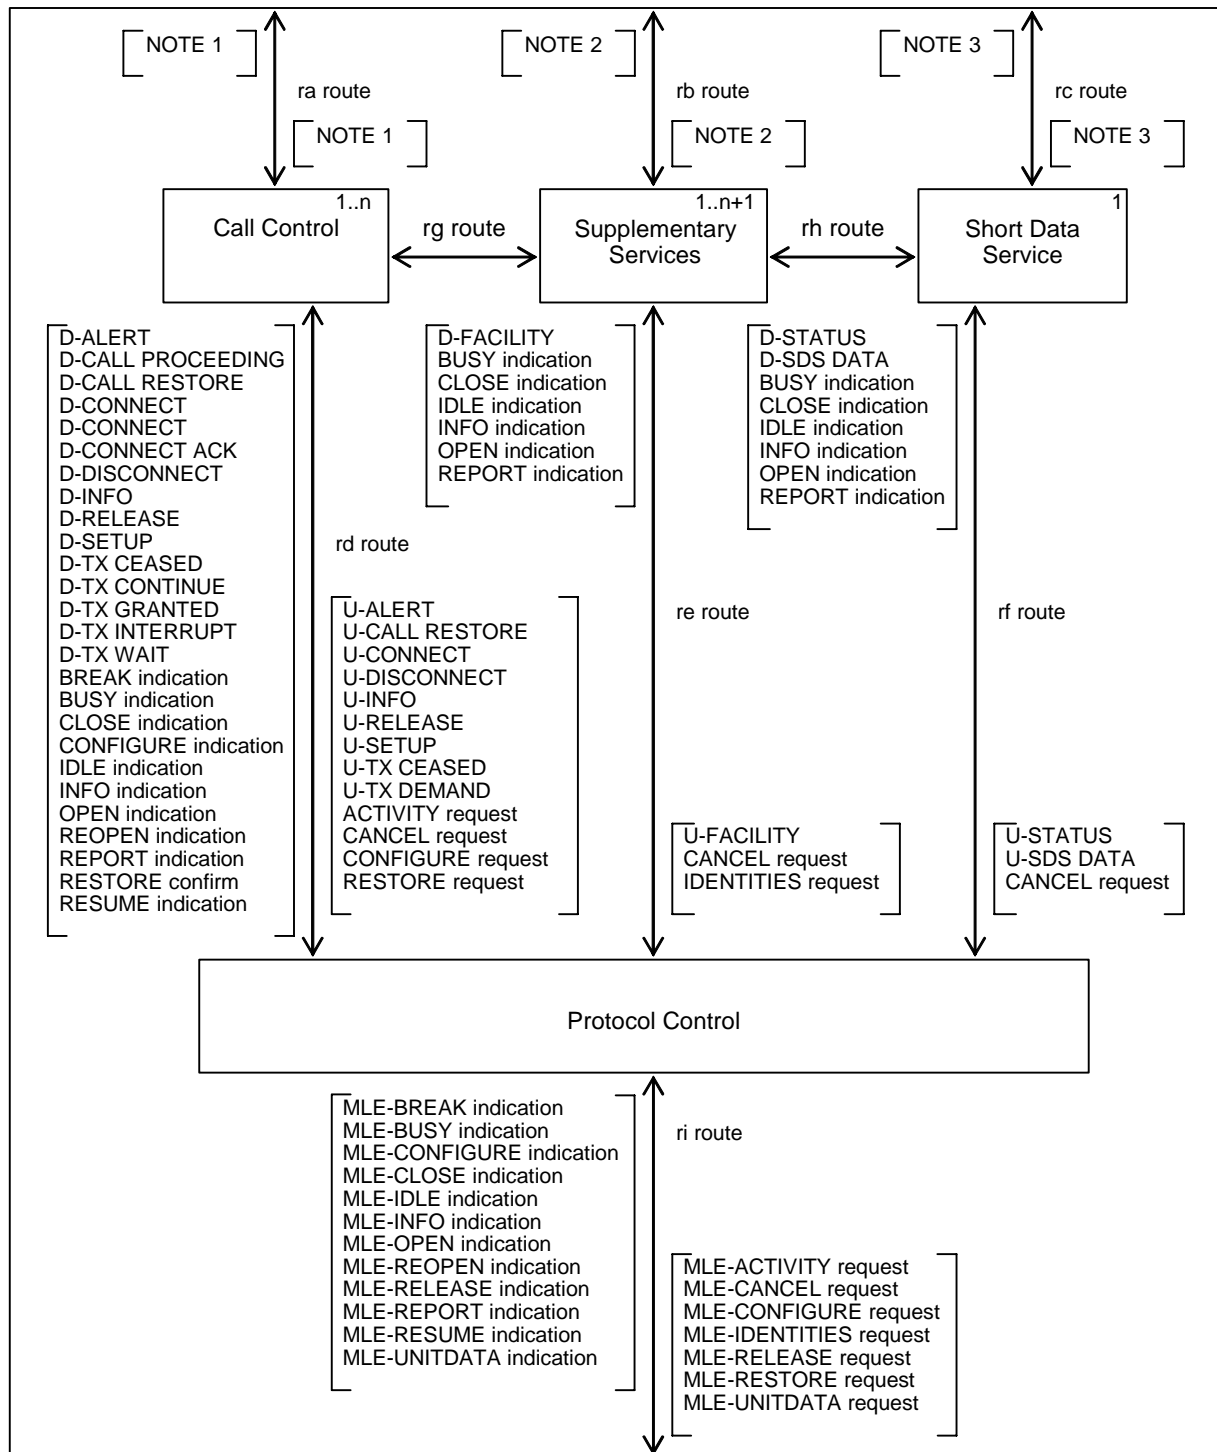 NOTE 1
NOTE 2
NOTE 3
ra route
rb route
rc route
NOTE 1
NOTE 2
NOTE 3
1..n
Call Control
rg route
1..n+1
Supplementary
Services
rh route
1
Short Data
Service
D-ALERT
D-CALL PROCEEDING
D-CALL RESTORE
D-CONNECT
D-CONNECT
D-CONNECT ACK
D-DISCONNECT
D-INFO
D-RELEASE
D-SETUP
D-TX CEASED
D-TX CONTINUE
D-TX GRANTED
D-TX INTERRUPT
D-TX WAIT
BREAK indication
BUSY indication
CLOSE indication
CONFIGURE indication
IDLE indication
INFO indication
OPEN indication
REOPEN indication
REPORT indication
RESTORE confirm
RESUME indication
rd route
U-ALERT
U-CALL RESTORE
U-CONNECT
U-DISCONNECT
U-INFO
U-RELEASE
U-SETUP
U-TX CEASED
U-TX DEMAND
ACTIVITY request
CANCEL request
CONFIGURE request
RESTORE request
D-FACILITY
BUSY indication
CLOSE indication
IDLE indication
INFO indication
OPEN indication
REPORT indication
re route
U-FACILITY
CANCEL request
IDENTITIES request
D-STATUS
D-SDS DATA
BUSY indication
CLOSE indication
IDLE indication
INFO indication
OPEN indication
REPORT indication
rf route
U-STATUS
U-SDS DATA
CANCEL request
Protocol Control
MLE-BREAK indication
MLE-BUSY indication
MLE-CONFIGURE indication
MLE-CLOSE indication
MLE-IDLE indication
MLE-INFO indication
MLE-OPEN indication
MLE-REOPEN indication
MLE-RELEASE indication
MLE-REPORT indication
MLE-RESUME indication
MLE-UNITDATA indication
ri route
MLE-ACTIVITY request
MLE-CANCEL request
MLE-CONFIGURE request
MLE-IDENTITIES request
MLE-RELEASE request
MLE-RESTORE request
MLE-UNITDATA request